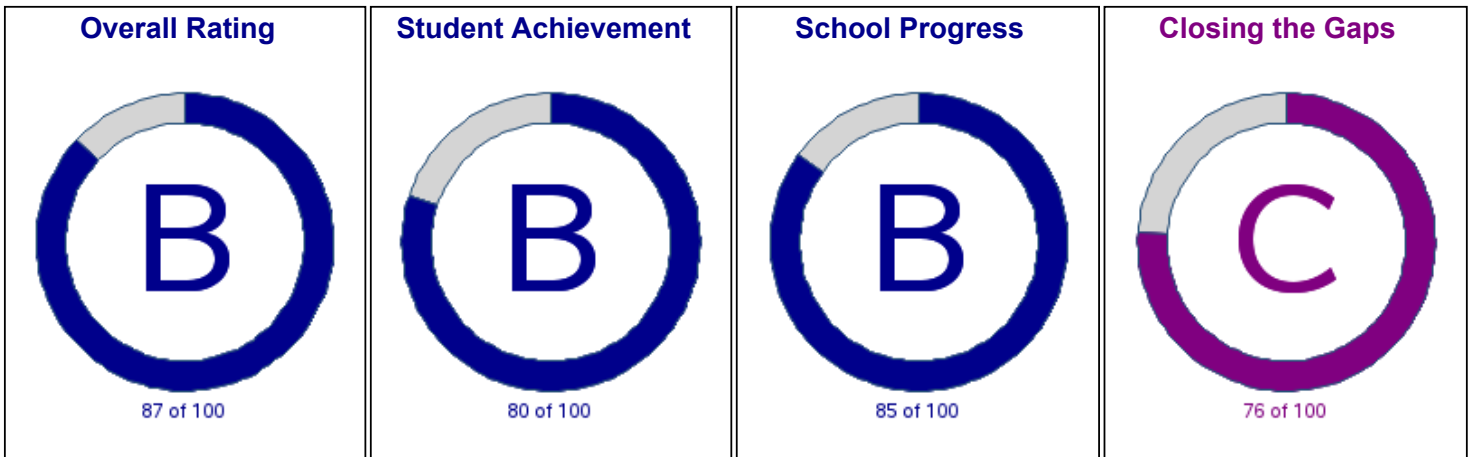 Overall Rating
B
87 of 100
Student Achievement
B
80 of 100
School Progress
B
85 of 100
Closing the Gaps
C
76 of 100